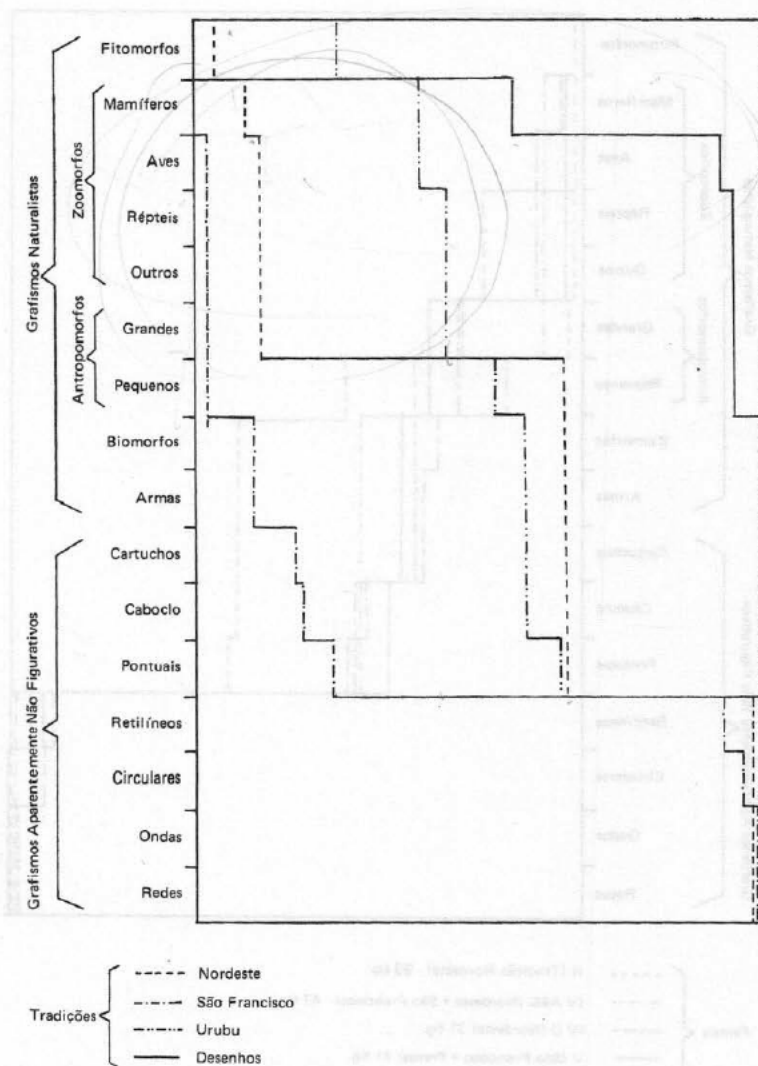 Fitomorfos
Mamíferos
Aves
Répteis
Outros
Grandes
Pequenos
Biomorfos
Armas
Cartuchos
Caboclo
Pontuais
Retilíneos
Circulares
Ondas
Redes
Zoomorfos
Antropomorfos
Grafismos Naturalistas
Grafismos Aparentemente Não Figurativos
Tradições
Nordeste
São Francisco
Urubu
Desenhos